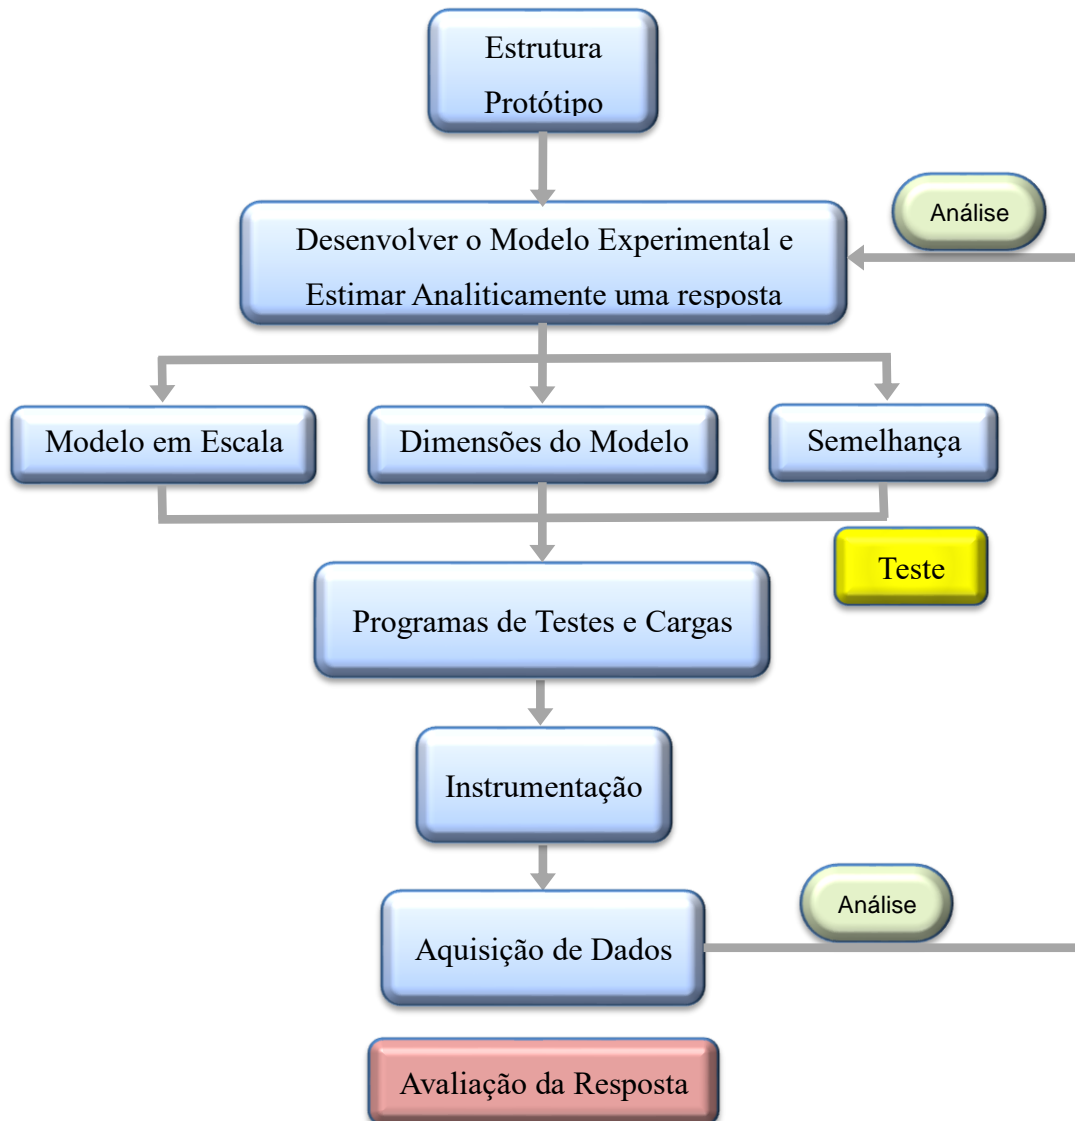 Estrutura
Protótipo
Análise
Desenvolver o Modelo Experimental e
Estimar Analiticamente uma resposta
Modelo em Escala
Dimensões do Modelo
Semelhança
Teste
Programas de Testes e Cargas
Instrumentação
Análise
Aquisição de Dados
Avaliação da Resposta